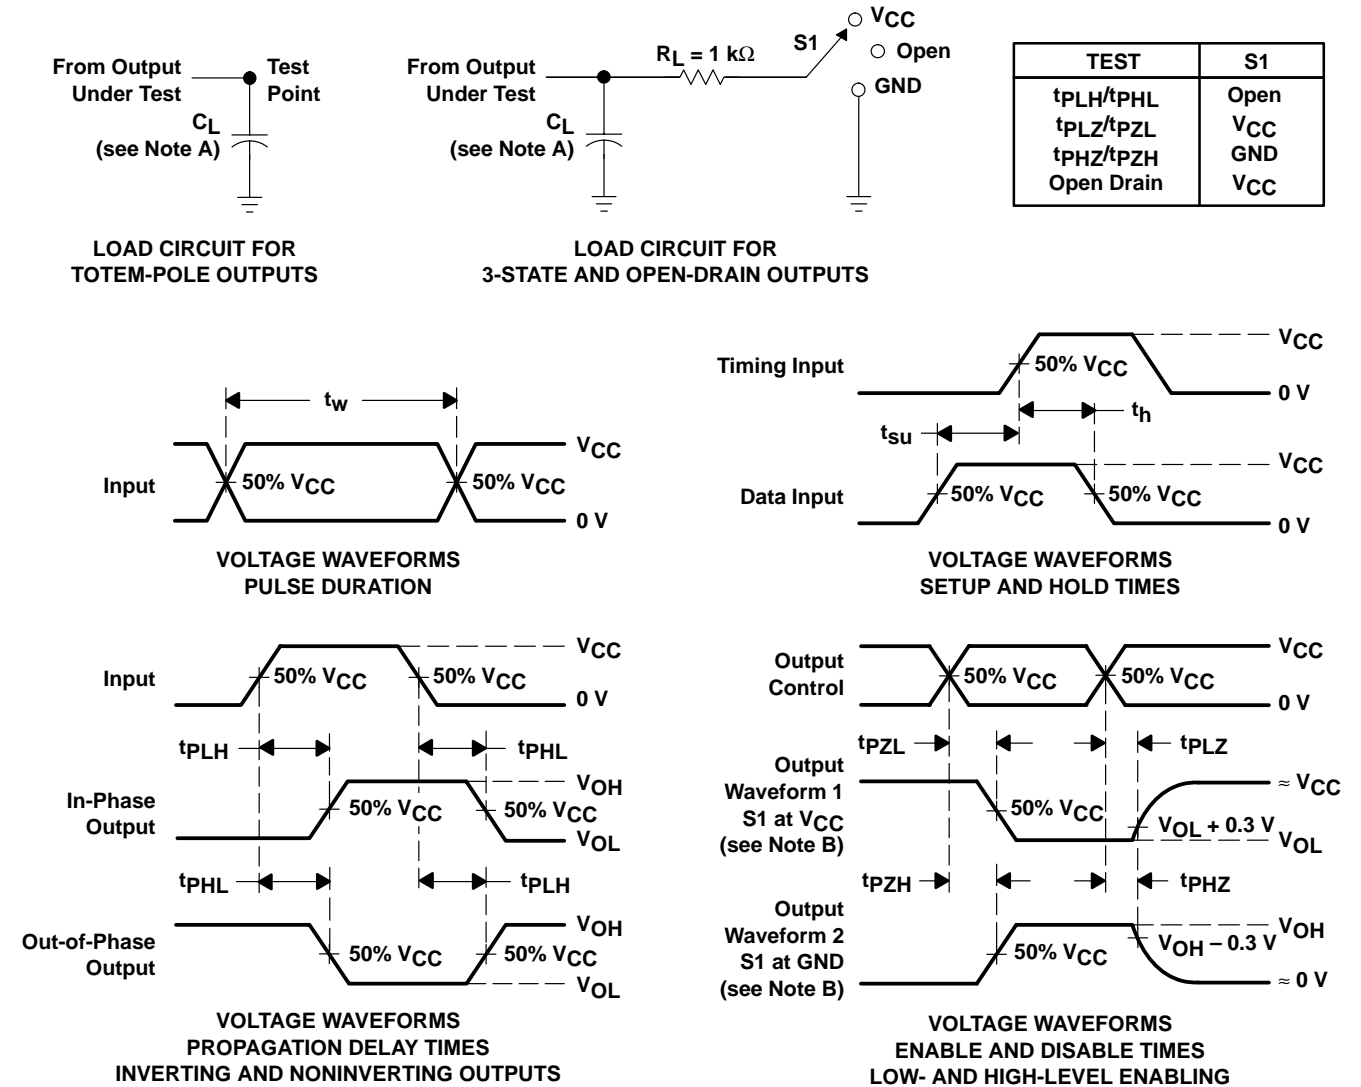 From Output
Under Test
Test
Point
CL
(see Note A)
LOAD CIRCUIT FOR
TOTEM-POLE OUTPUTS
From Output
Under Test
RL = 1 kΩ
S1
VCC
Open
GND
CL
(see Note A)
LOAD CIRCUIT FOR
3-STATE AND OPEN-DRAIN OUTPUTS
TEST S1
tPLH/tPHL Open
tPLZ/tPZL VCC
tPHZ/tPZH GND
Open Drain VCC
tw
Input
50% VCC
50% VCC
VCC
0 V
VOLTAGE WAVEFORMS
PULSE DURATION
Timing Input
50% VCC
VCC
0 V
th
tsu
Data Input
50% VCC
50% VCC
VCC
0 V
VOLTAGE WAVEFORMS
SETUP AND HOLD TIMES
Input
50% VCC
50% VCC
VCC
0 V
tPLH
tPHL
In-Phase
Output
50% VCC
50% VCC
VOH
VOL
tPHL
tPLH
Out-of-Phase
Output
50% VCC
50% VCC
VOH
VOL
VOLTAGE WAVEFORMS
PROPAGATION DELAY TIMES
INVERTING AND NONINVERTING OUTPUTS
Output
Control
50% VCC
50% VCC
VCC
0 V
tPZL
tPLZ
Output
Waveform 1
S1 at VCC
(see Note B)
50% VCC
VOL + 0.3 V
≈ VCC
VOL
tPZH
tPHZ
Output
Waveform 2
S1 at GND
(see Note B)
50% VCC
VOH − 0.3 V
VOH
≈ 0 V
VOLTAGE WAVEFORMS
ENABLE AND DISABLE TIMES
LOW- AND HIGH-LEVEL ENABLING